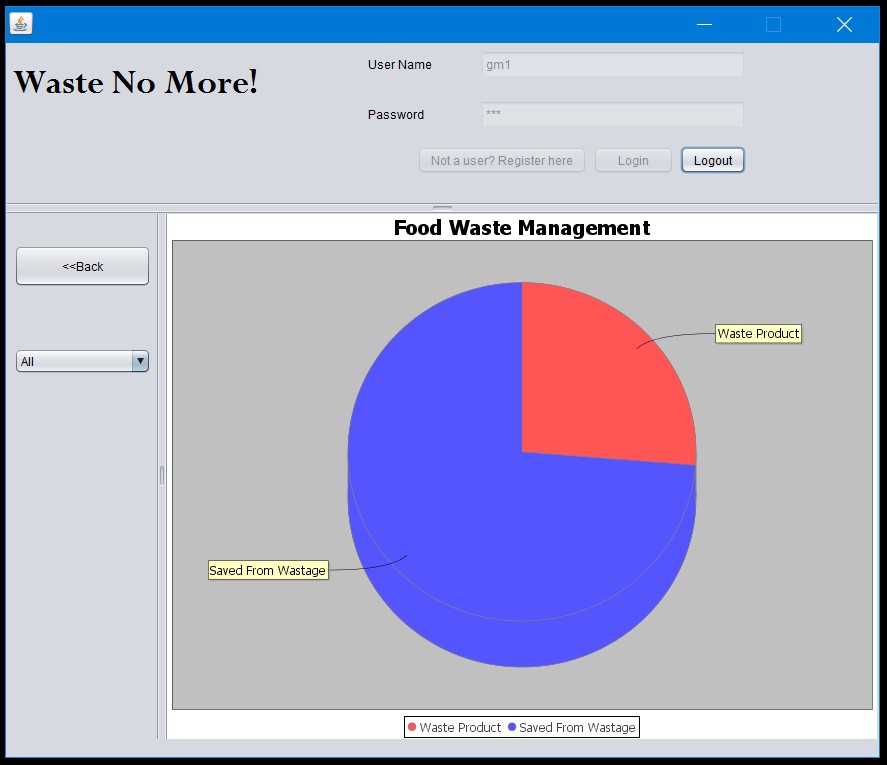 Waste No More!
User Name
gm1
Password
***
Not a user? Register here
Login
Logout
<<Back
All
Food Waste Management
Waste Product
Saved From Wastage
Waste Product Saved From Wastage